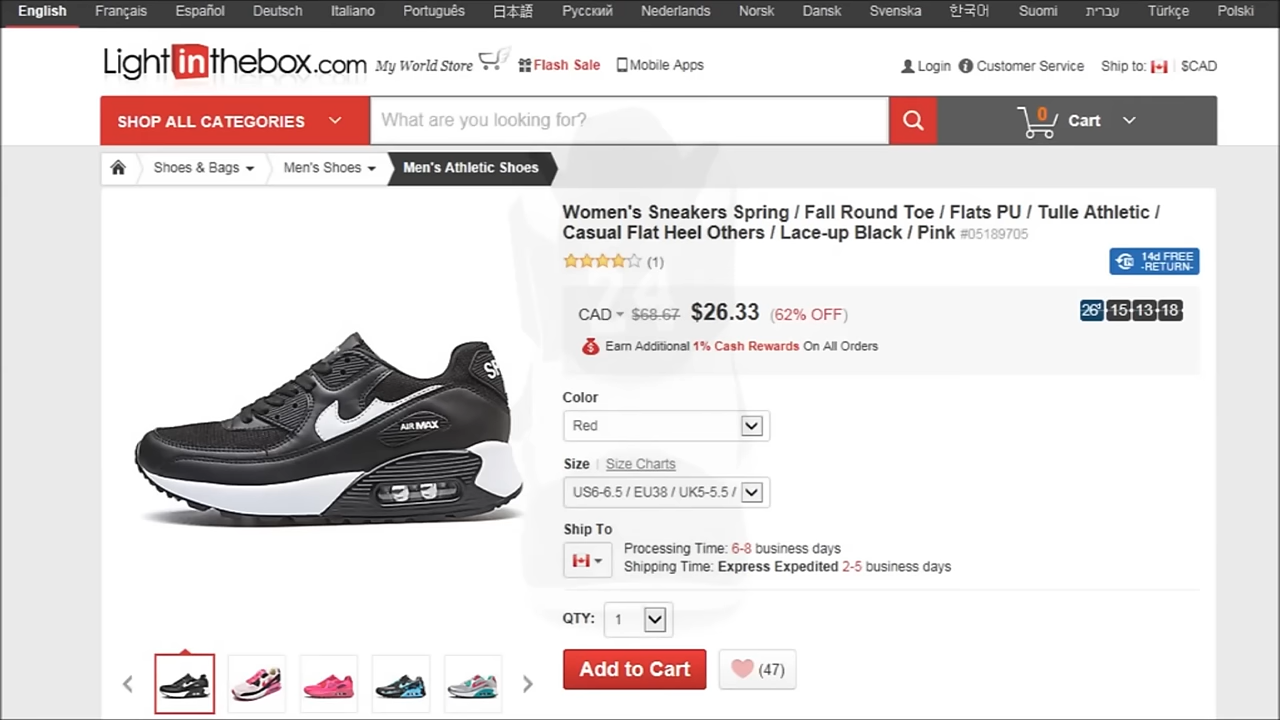 English Français Español Deutsch Italiano Português 日本語 Русский Nederlands Norsk Dansk Svenska 한국어 Suomi עברית Türkçe Polski
Lightinthebox.com My World Store Flash Sale Mobile Apps Login Customer Service Ship to: $CAD
SHOP ALL CATEGORIES What are you looking for? 0 Cart
Shoes & Bags Men's Shoes Men's Athletic Shoes
Women's Sneakers Spring / Fall Round Toe / Flats PU / Tulle Athletic /
Casual Flat Heel Others / Lace-up Black / Pink #05189705
(1)
14d FREE
-RETURN-
CAD $68.67 $26.33 (62% OFF) 26d 15 13 18
$ Earn Additional 1% Cash Rewards On All Orders
24
SP
AIR MAX
Color
Red
Size Size Charts
US6-6.5 / EU38 / UK5-5.5 /
Ship To
Processing Time: 6-8 business days
Shipping Time: Express Expedited 2-5 business days
QTY: 1
Add to Cart (47)